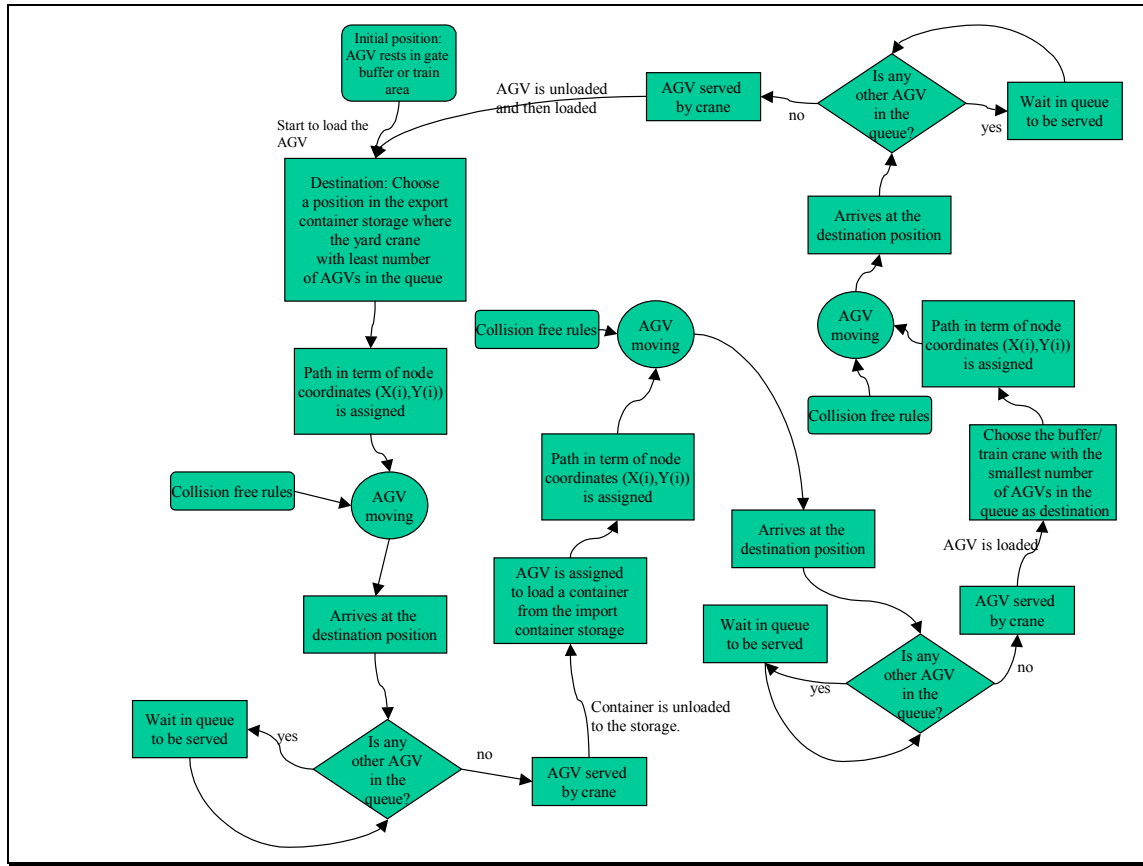 Initial position:
AGV rests in gate
buffer or train
area
Start to load the
AGV
AGV is unloaded
and then loaded
AGV served
by crane
no
Is any
other AGV
in the
queue?
yes
Wait in queue
to be served
Destination: Choose
a position in the export
container storage where
the yard crane
with least number
of AGVs in the queue
Path in term of node
coordinates (X(i),Y(i))
is assigned
Collision free rules
AGV
moving
Arrives at the
destination position
Wait in queue
to be served
yes
Is any
other AGV
in the
queue?
no
AGV served
by crane
Container is unloaded
to the storage.
AGV is assigned
to load a container
from the import
container storage
Path in term of node
coordinates (X(i),Y(i))
is assigned
Collision free rules
AGV
moving
Arrives at the
destination position
Wait in queue
to be served
yes
Is any
other AGV
in the
queue?
no
AGV served
by crane
AGV is loaded
Choose the buffer/
train crane with the
smallest number
of AGVs in the
queue as destination
Path in term of node
coordinates (X(i),Y(i))
is assigned
Collision free rules
AGV
moving
Arrives at the
destination position